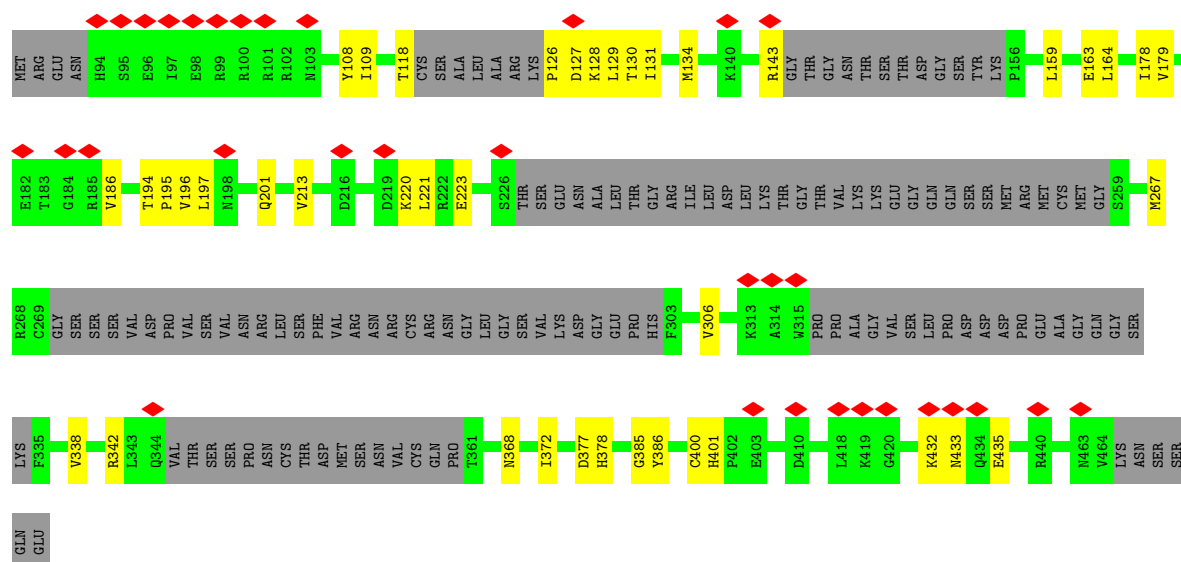 MET ARG GLU ASN H94 S95 E96 I97 E98 R99 R100 R101 R102 N103 Y108 I109 T118 CYS SER ALA LEU ALA ARG LYS P126 D127 K128 L129 T130 I131 M134 K140 R143 GLY THR GLY ASN THR SER THR ASP GLY SER TYR LYS P156 L159 E163 L164 I178 V179
E182 T183 G184 R185 V186 T194 P195 V196 L197 N198 Q201 V213 D216 D219 K220 L221 R222 E223 S226 THR SER GLU ASN ALA LEU THR GLY ARG ILE LEU ASP LEU LYS THR GLY THR VAL LYS LYS GLU GLY GLN GLN SER SER MET ARG MET CYS MET GLY S259 M267
R268 C269 GLY SER SER SER VAL ASP PRO VAL SER VAL ASN ARG LEU SER PHE VAL ARG ASN ARG CYS ARG ASN GLY LEU GLY SER VAL LYS ASP GLY GLU PRO HIS F303 V306 K313 A314 W315 PRO PRO ALA GLY VAL SER LEU PRO ASP ASP ASP PRO GLU ALA GLY GLN GLY SER
LYS F335 V338 R342 L343 Q344 VAL THR SER SER PRO ASN CYS THR ASP MET SER ASN VAL CYS GLN PRO T361 N368 I372 D377 H378 G385 Y386 C400 H401 P402 E403 D410 L418 K419 G420 K432 N433 Q434 E435 R440 N463 V464 LYS ASN SER SER
GLN GLU